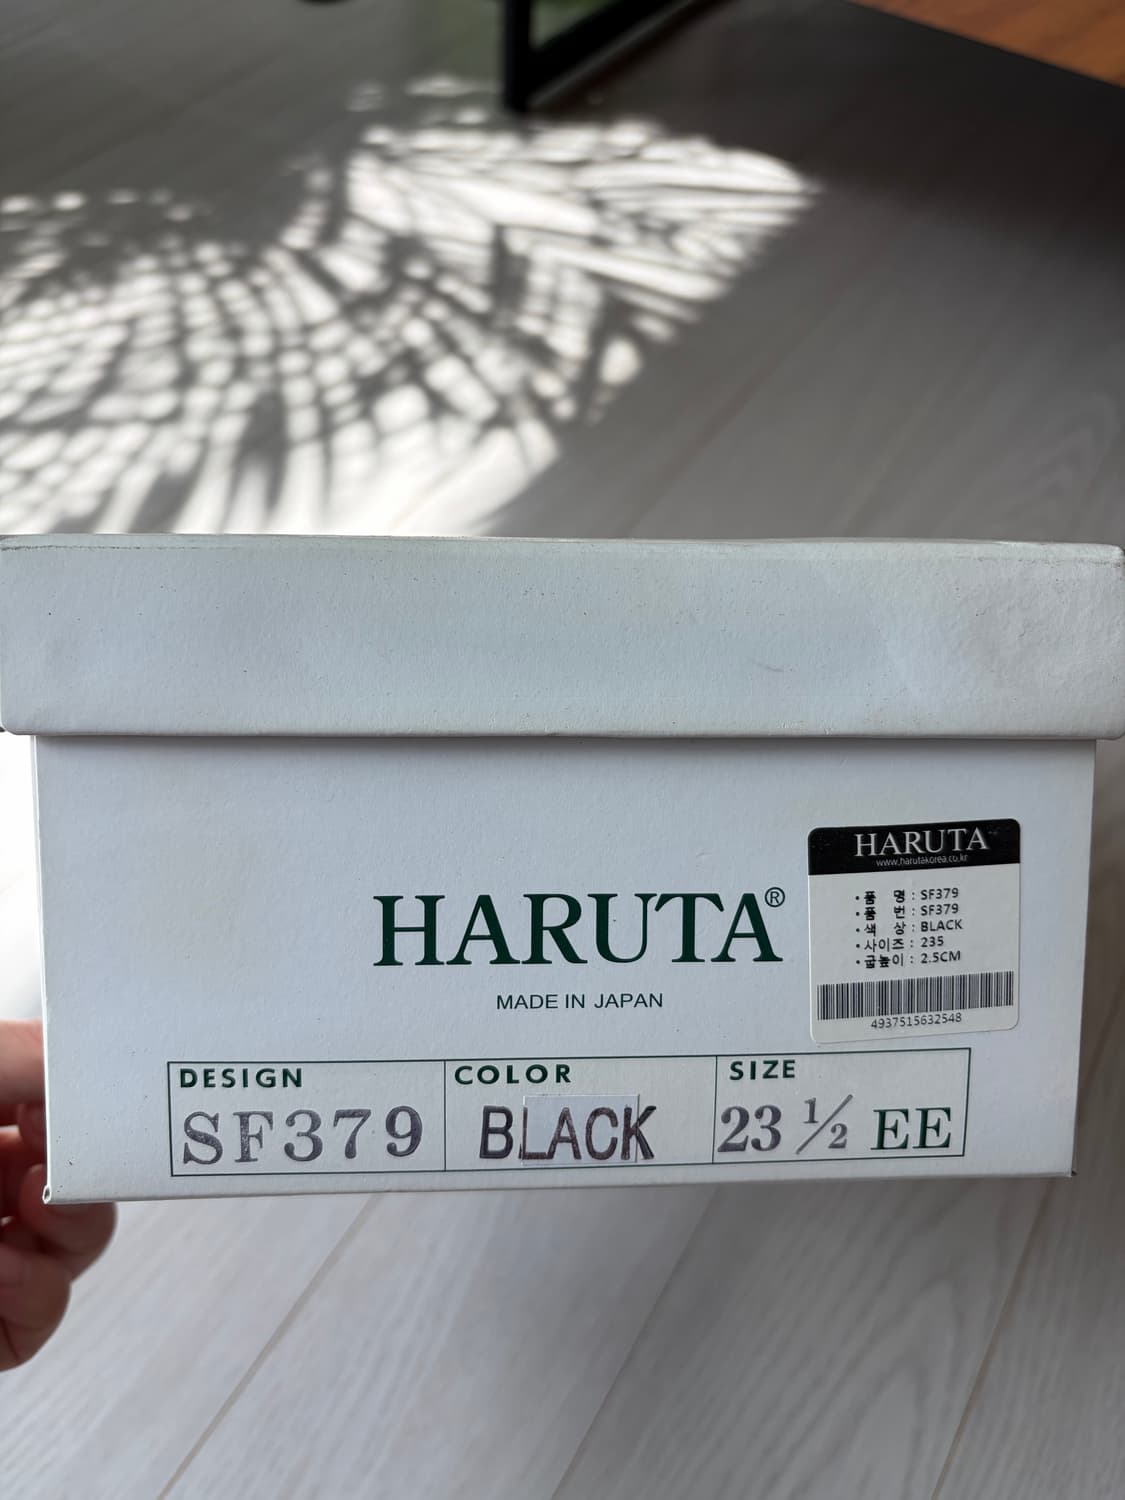 HARUTA
www.harutakorea.co.kr
• 품 명 : SF379
• 품 번 : SF379
• 색 상 : BLACK
• 사이즈 : 235
• 굽높이 : 2.5CM
4937515632548
HARUTA®
MADE IN JAPAN
DESIGN COLOR SIZE
SF379 BLACK 23 ½ EE